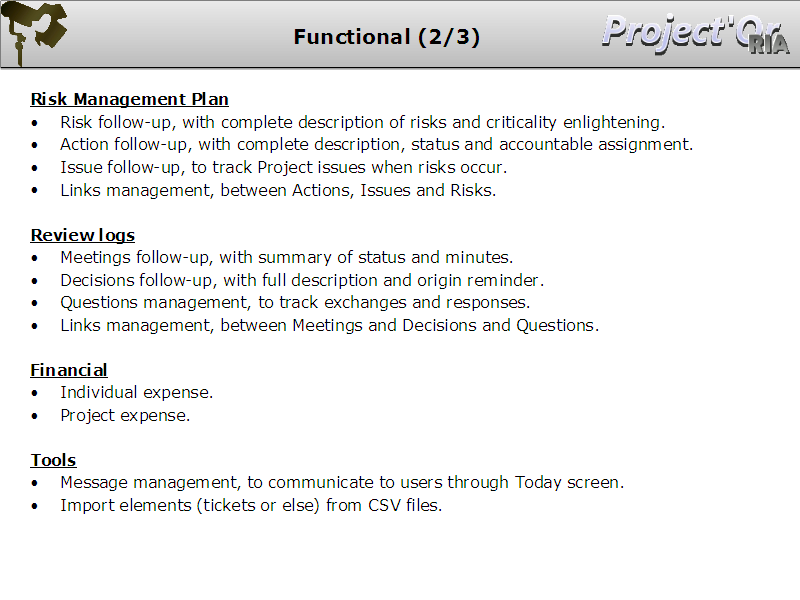 Functional (2/3)
Project'Or
RIA
Risk Management Plan
• Risk follow-up, with complete description of risks and criticality enlightening.
• Action follow-up, with complete description, status and accountable assignment.
• Issue follow-up, to track Project issues when risks occur.
• Links management, between Actions, Issues and Risks.
Review logs
• Meetings follow-up, with summary of status and minutes.
• Decisions follow-up, with full description and origin reminder.
• Questions management, to track exchanges and responses.
• Links management, between Meetings and Decisions and Questions.
Financial
• Individual expense.
• Project expense.
Tools
• Message management, to communicate to users through Today screen.
• Import elements (tickets or else) from CSV files.